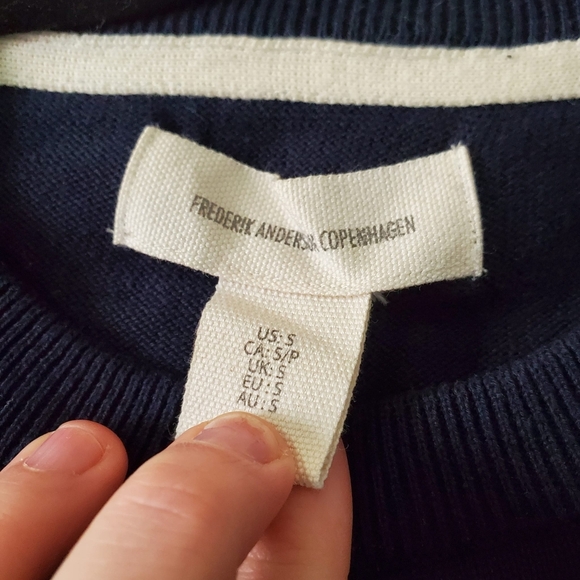 FREDERIK ANDERSEN COPENHAGEN
US: S
CA: S/P
UK: S
EU: S
AU: S